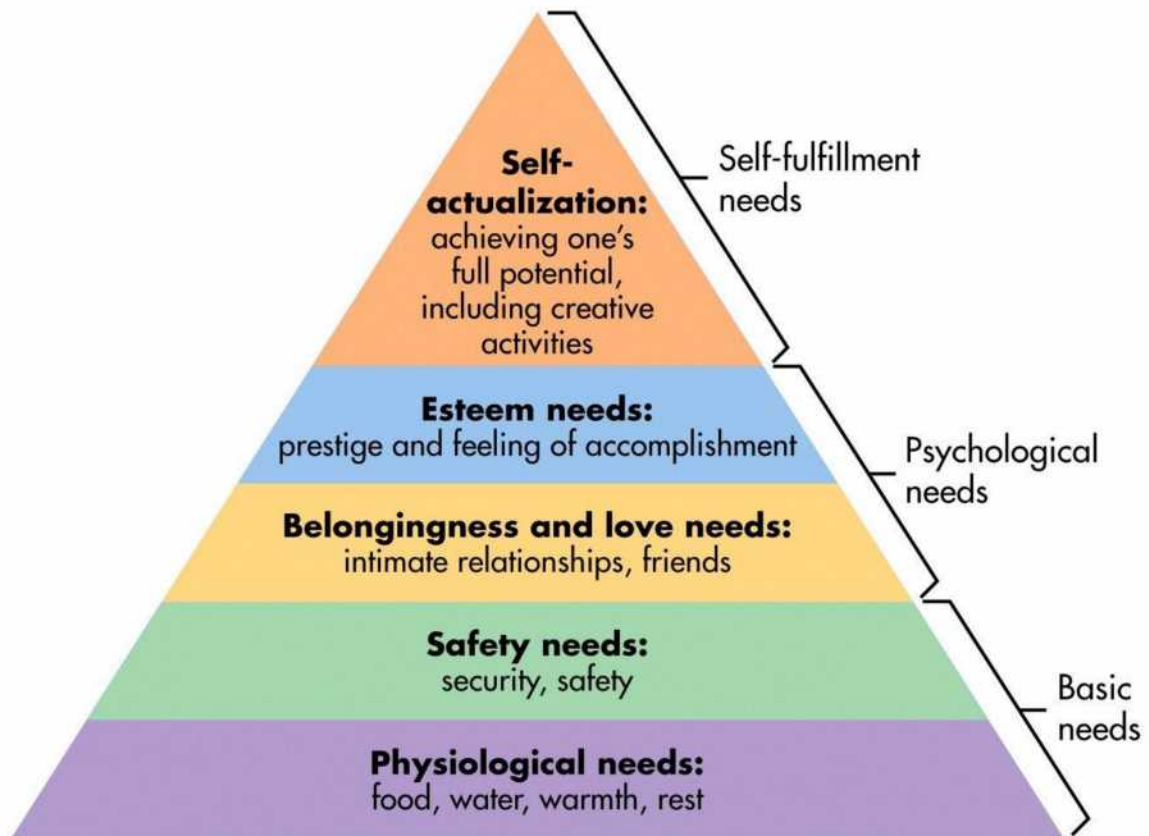 Self-
actualization:
achieving one's
full potential,
including creative
activities
Self-fulfillment
needs
Esteem needs:
prestige and feeling of accomplishment
Psychological
needs
Belongingness and love needs:
intimate relationships, friends
Safety needs:
security, safety
Basic
needs
Physiological needs:
food, water, warmth, rest